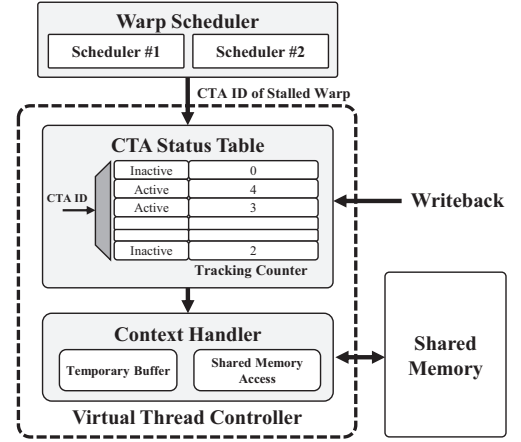 Warp Scheduler
Scheduler #1 Scheduler #2
CTA ID of Stalled Warp
CTA Status Table
CTA ID
Inactive 0
Active 4
Active 3
Inactive 2
Tracking Counter
Writeback
Context Handler
Temporary Buffer
Shared Memory
Access
Shared
Memory
Virtual Thread Controller